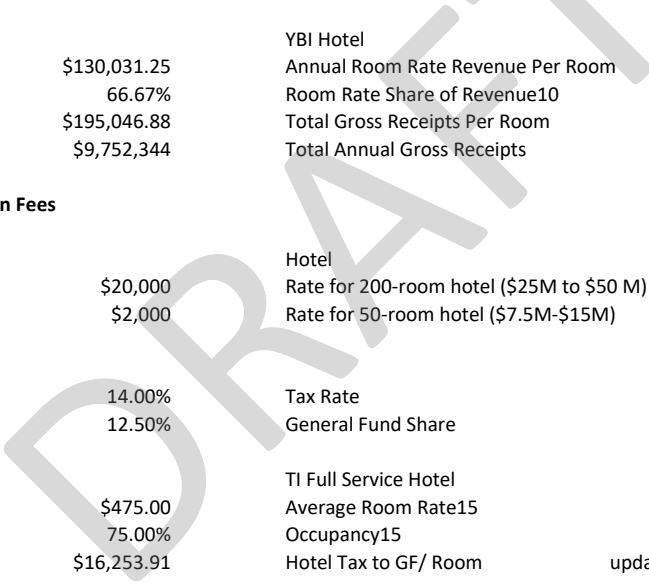 YBI Hotel
$130,031.25 Annual Room Rate Revenue Per Room
66.67% Room Rate Share of Revenue10
$195,046.88 Total Gross Receipts Per Room
$9,752,344 Total Annual Gross Receipts
n Fees
Hotel
$20,000 Rate for 200-room hotel ($25M to $50 M)
$2,000 Rate for 50-room hotel ($7.5M-$15M)
14.00% Tax Rate
12.50% General Fund Share
TI Full Service Hotel
$475.00 Average Room Rate15
75.00% Occupancy15
$16,253.91 Hotel Tax to GF/ Room upda
DRAFT